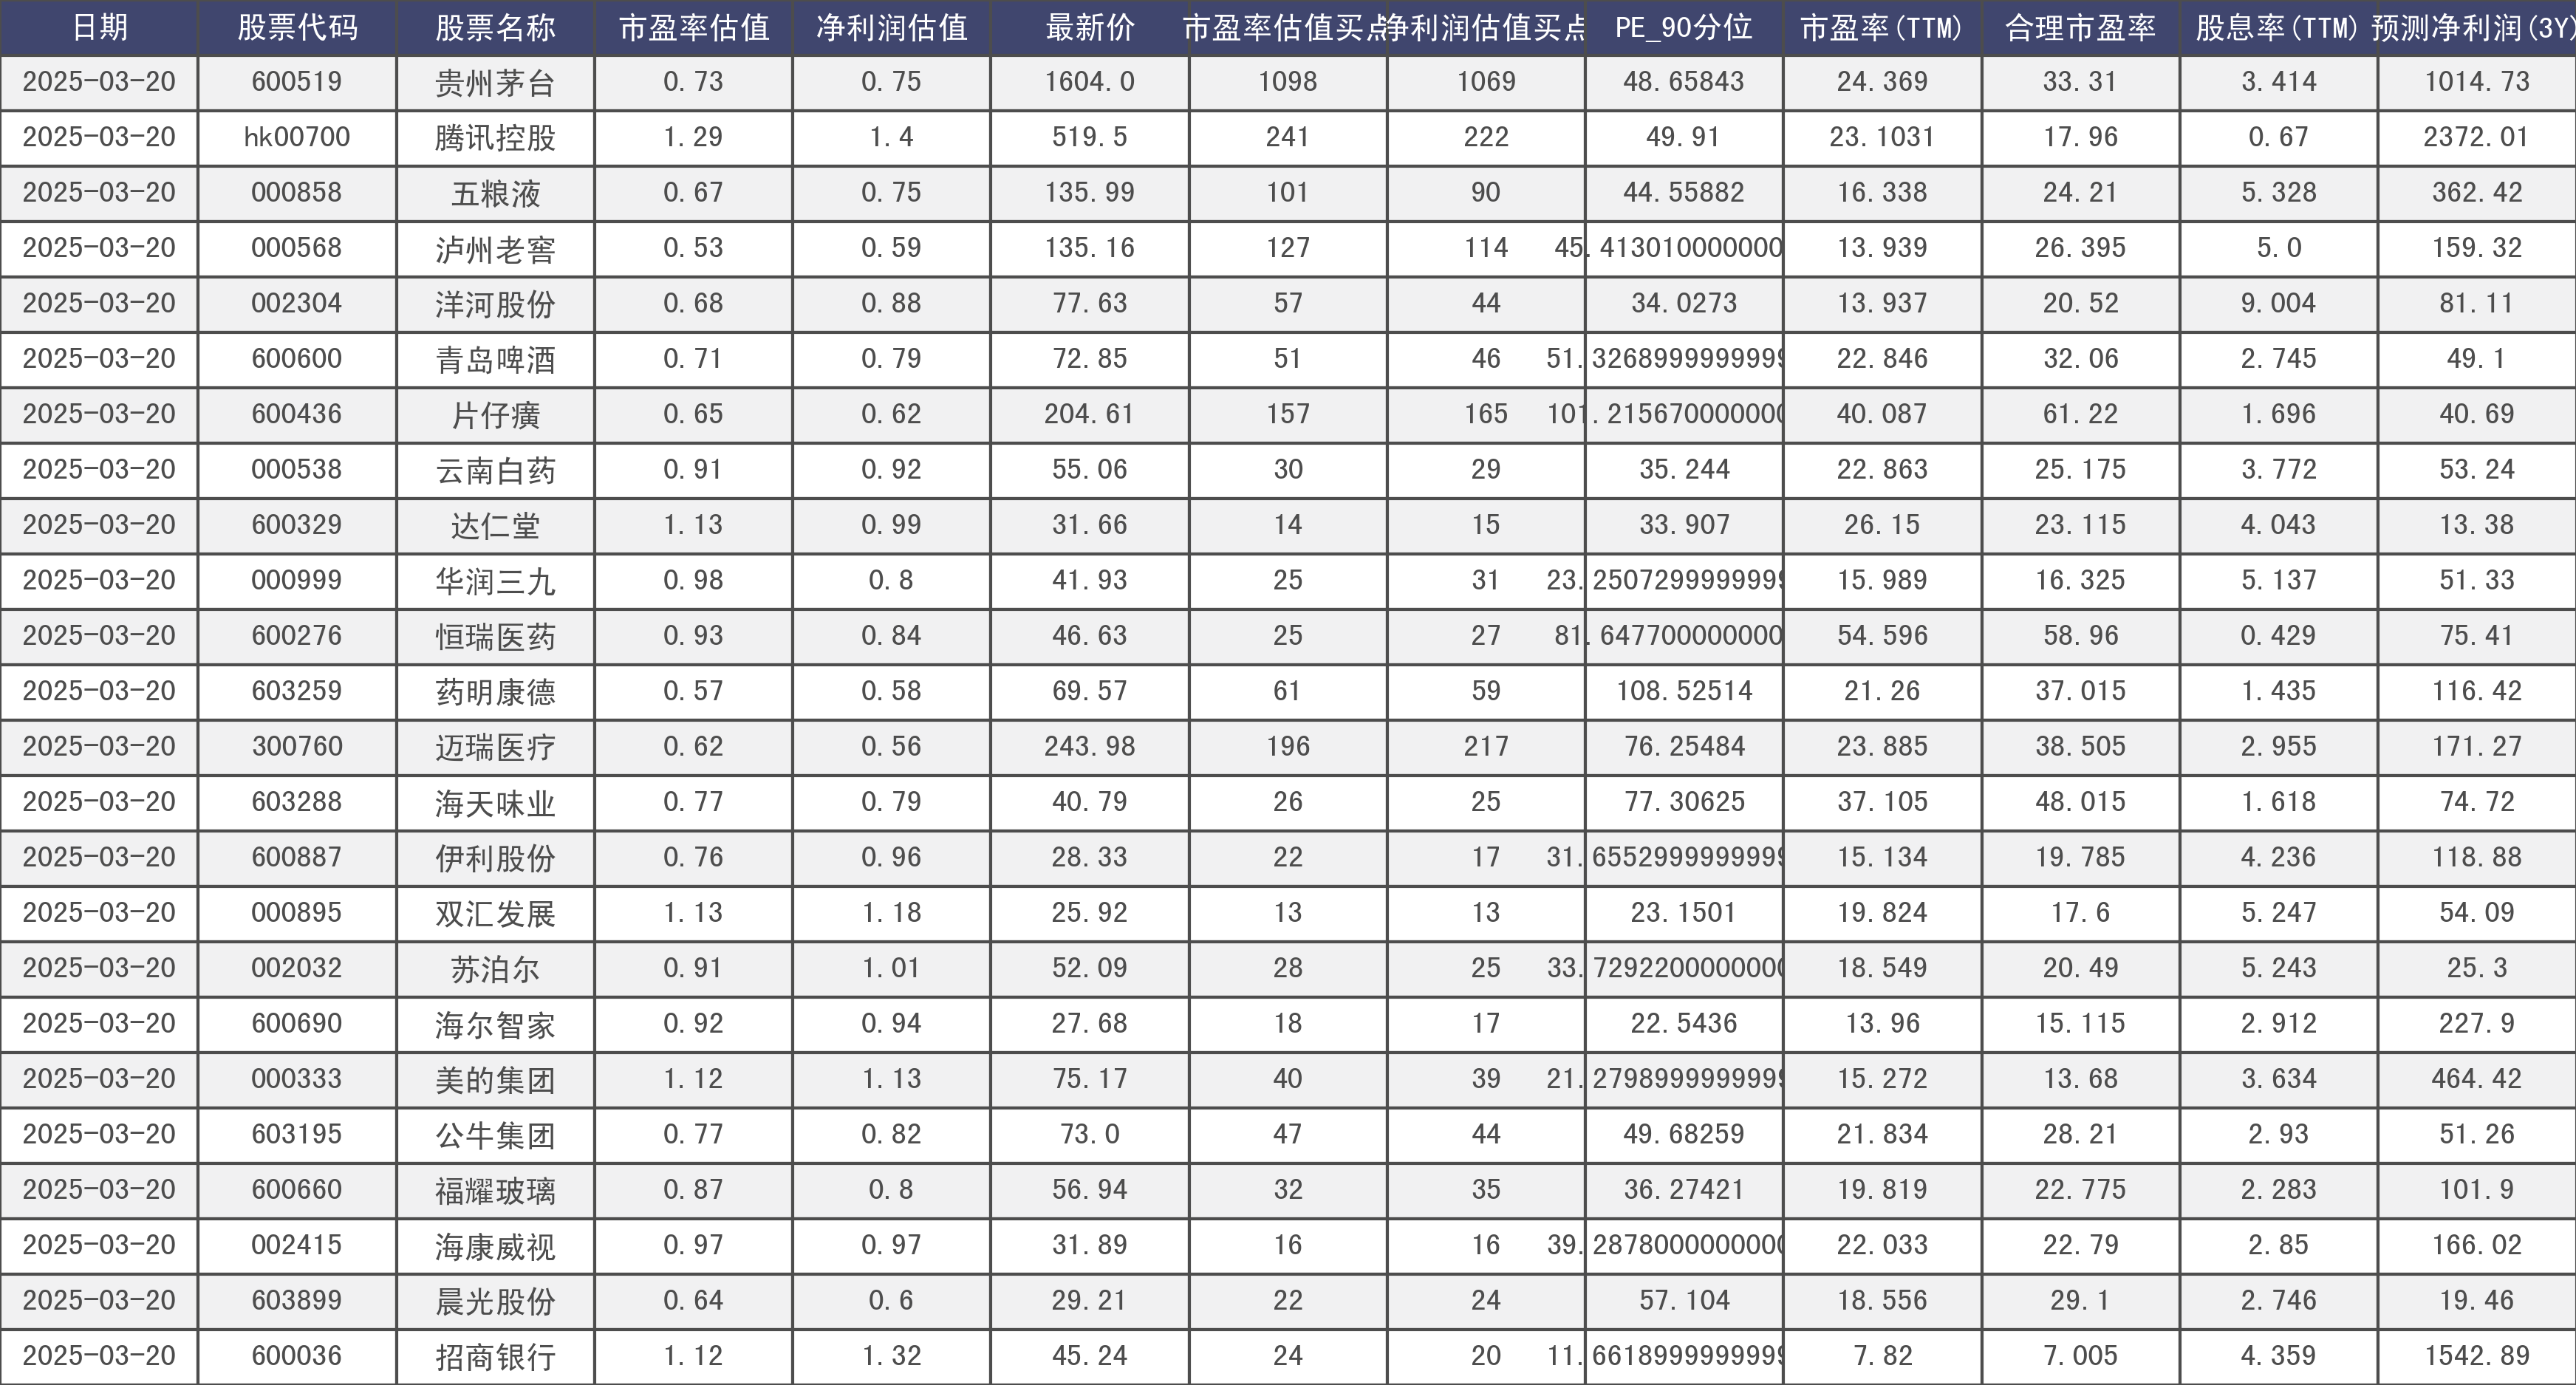 日期 股票代码 股票名称 市盈率估值 净利润估值 最新价 市盈率估值买点 净利润估值买点 PE_90分位 市盈率(TTM) 合理市盈率 股息率(TTM) 预测净利润(3Y)
2025-03-20 600519 贵州茅台 0.73 0.75 1604.0 1098 1069 48.65843 24.369 33.31 3.414 1014.73
2025-03-20 hk00700 腾讯控股 1.29 1.4 519.5 241 222 49.91 23.1031 17.96 0.67 2372.01
2025-03-20 000858 五粮液 0.67 0.75 135.99 101 90 44.55882 16.338 24.21 5.328 362.42
2025-03-20 000568 泸州老窖 0.53 0.59 135.16 127 114 45.413010000000 13.939 26.395 5.0 159.32
2025-03-20 002304 洋河股份 0.68 0.88 77.63 57 44 34.0273 13.937 20.52 9.004 81.11
2025-03-20 600600 青岛啤酒 0.71 0.79 72.85 51 46 51.3268999999999 22.846 32.06 2.745 49.1
2025-03-20 600436 片仔癀 0.65 0.62 204.61 157 165 101.215670000000 40.087 61.22 1.696 40.69
2025-03-20 000538 云南白药 0.91 0.92 55.06 30 29 35.244 22.863 25.175 3.772 53.24
2025-03-20 600329 达仁堂 1.13 0.99 31.66 14 15 33.907 26.15 23.115 4.043 13.38
2025-03-20 000999 华润三九 0.98 0.8 41.93 25 31 23.2507299999999 15.989 16.325 5.137 51.33
2025-03-20 600276 恒瑞医药 0.93 0.84 46.63 25 27 81.647700000000 54.596 58.96 0.429 75.41
2025-03-20 603259 药明康德 0.57 0.58 69.57 61 59 108.52514 21.26 37.015 1.435 116.42
2025-03-20 300760 迈瑞医疗 0.62 0.56 243.98 196 217 76.25484 23.885 38.505 2.955 171.27
2025-03-20 603288 海天味业 0.77 0.79 40.79 26 25 77.30625 37.105 48.015 1.618 74.72
2025-03-20 600887 伊利股份 0.76 0.96 28.33 22 17 31.6552999999999 15.134 19.785 4.236 118.88
2025-03-20 000895 双汇发展 1.13 1.18 25.92 13 13 23.1501 19.824 17.6 5.247 54.09
2025-03-20 002032 苏泊尔 0.91 1.01 52.09 28 25 33.7292200000000 18.549 20.49 5.243 25.3
2025-03-20 600690 海尔智家 0.92 0.94 27.68 18 17 22.5436 13.96 15.115 2.912 227.9
2025-03-20 000333 美的集团 1.12 1.13 75.17 40 39 21.2798999999999 15.272 13.68 3.634 464.42
2025-03-20 603195 公牛集团 0.77 0.82 73.0 47 44 49.68259 21.834 28.21 2.93 51.26
2025-03-20 600660 福耀玻璃 0.87 0.8 56.94 32 35 36.27421 19.819 22.775 2.283 101.9
2025-03-20 002415 海康威视 0.97 0.97 31.89 16 16 39.2878000000000 22.033 22.79 2.85 166.02
2025-03-20 603899 晨光股份 0.64 0.6 29.21 22 24 57.104 18.556 29.1 2.746 19.46
2025-03-20 600036 招商银行 1.12 1.32 45.24 24 20 11.6618999999999 7.82 7.005 4.359 1542.89